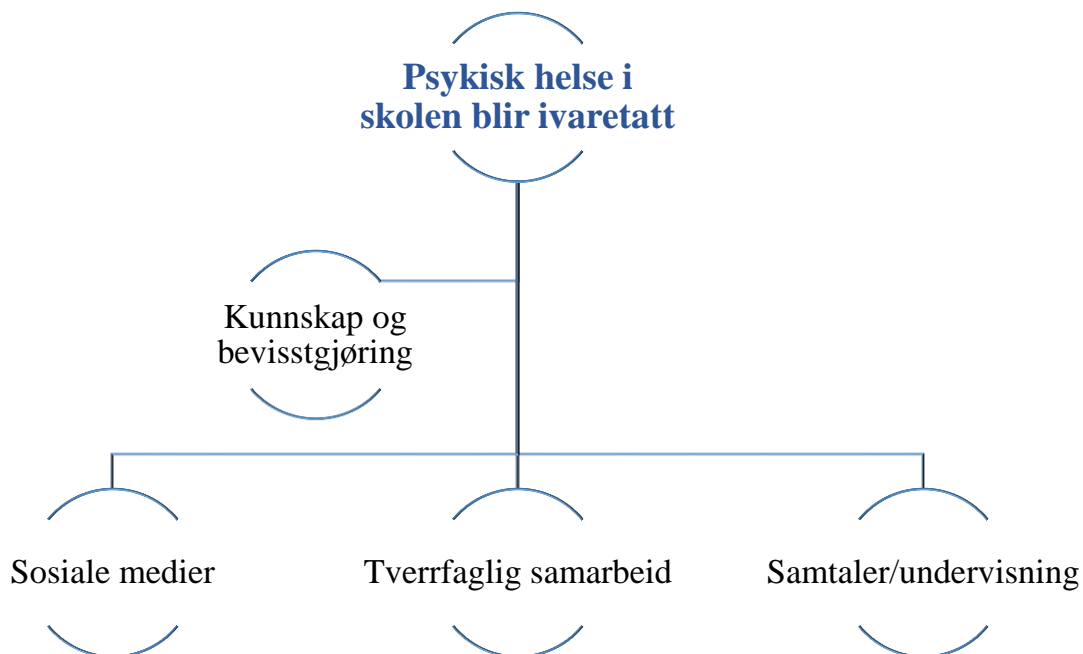 Psykisk helse i
skolen blir ivaretatt
Kunnskap og
bevisstgjøring
Sosiale medier
Tverrfaglig samarbeid
Samtaler/undervisning